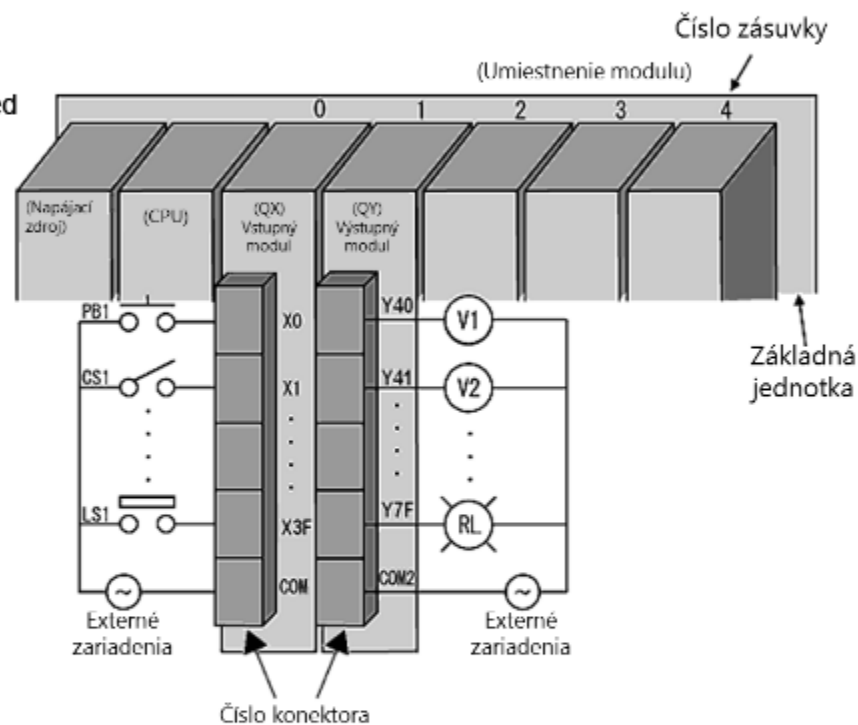 Číslo zásuvky
(Umiestnenie modulu)
ed
0 1 2 3 4
(Napájací
zdroj)
(CPU)
(QX)
Vstupný
modul
(QY)
Výstupný
modul
PB1
X0
Y40
V1
CS1
X1
Y41
V2
LS1
X3F
Y7F
RL
COM
COM2
Základná
jednotka
Externé
zariadenia
Externé
zariadenia
Číslo konektora